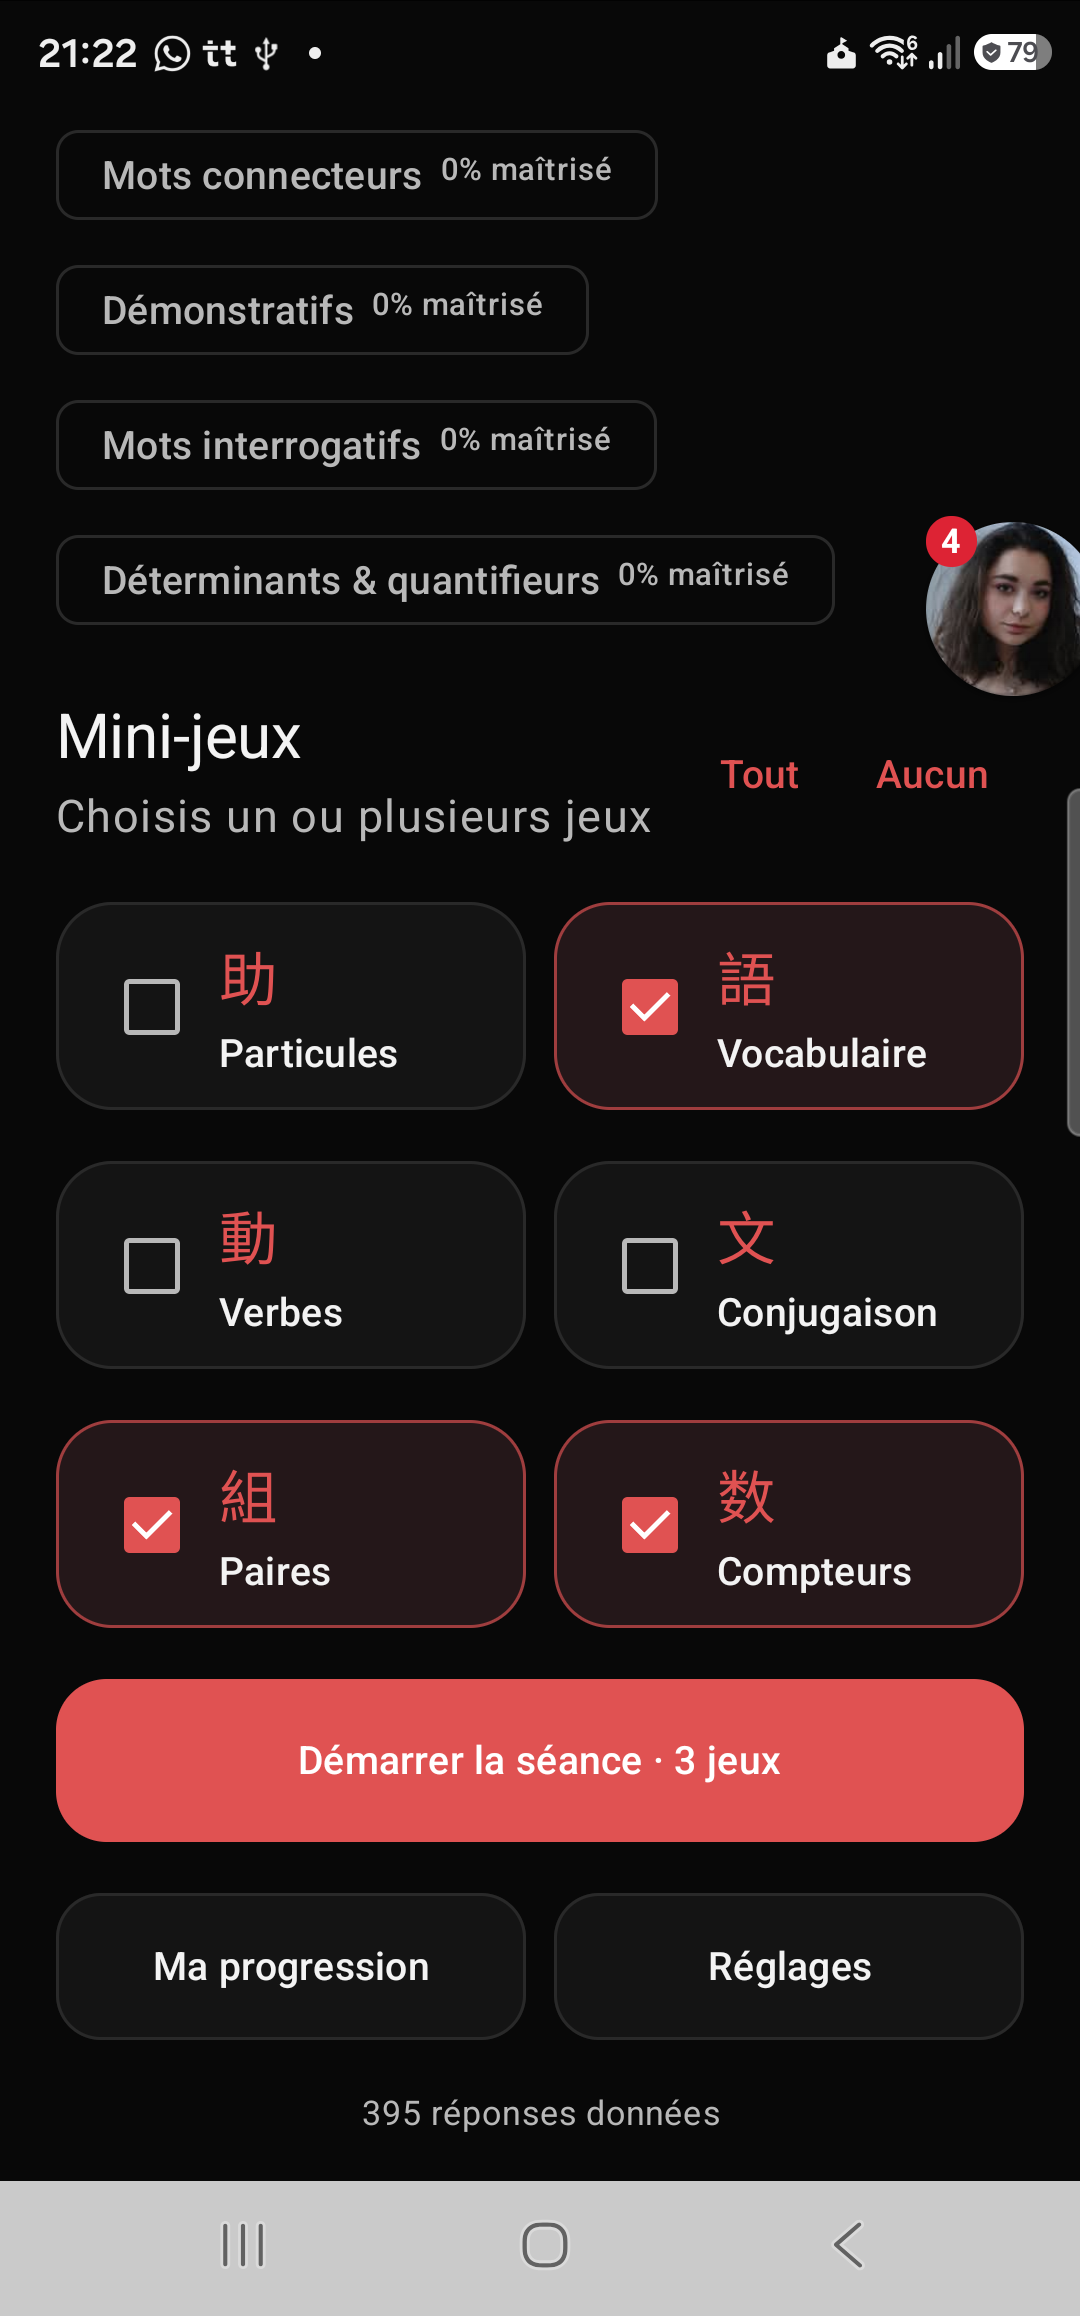 21:22
6
79
Mots connecteurs 0% maîtrisé
Démonstratifs 0% maîtrisé
Mots interrogatifs 0% maîtrisé
Déterminants & quantifieurs 0% maîtrisé
4
Mini-jeux
Choisis un ou plusieurs jeux
Tout Aucun
助
Particules
語
Vocabulaire
動
Verbes
文
Conjugaison
組
Paires
数
Compteurs
Démarrer la séance · 3 jeux
Ma progression
Réglages
395 réponses données